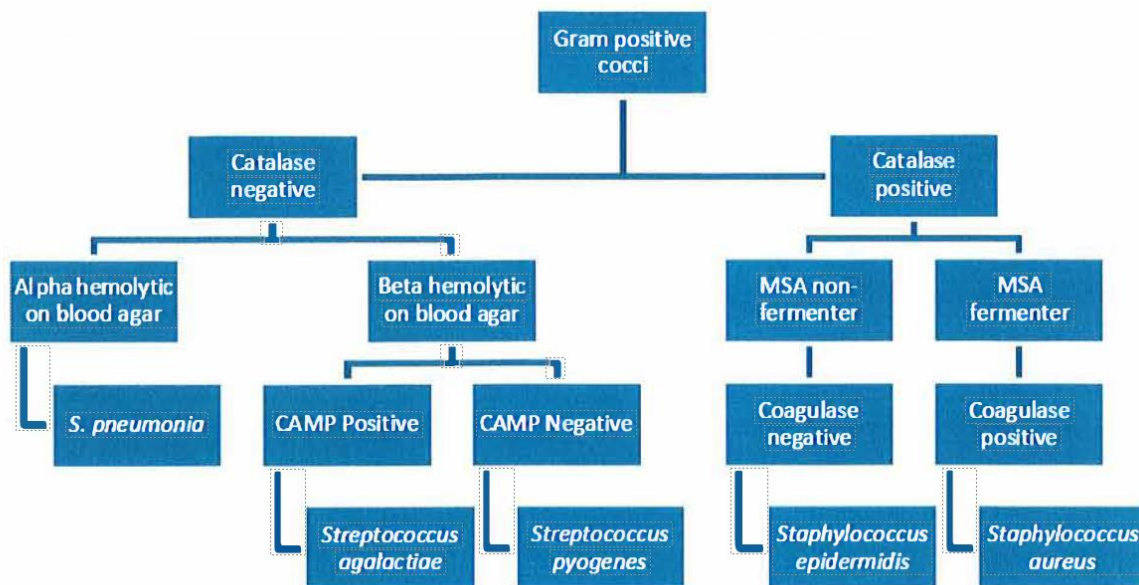 Gram positive
cocci
Catalase
negative
Catalase
positive
Alpha hemolytic
on blood agar
Beta hemolytic
on blood agar
MSA non-
fermenter
MSA
fermenter
S. pneumonia
CAMP Positive
CAMP Negative
Coagulase
negative
Coagulase
positive
Streptococcus
agalactiae
Streptococcus
pyogenes
Staphylococcus
epidermidis
Staphylococcus
aureus